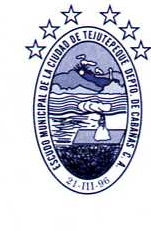 ESCUDO MUNICIPAL DE LA CIUDAD DE TEJUTEPEQUE DEPTO DE CABAÑAS C. A.
21-III-96